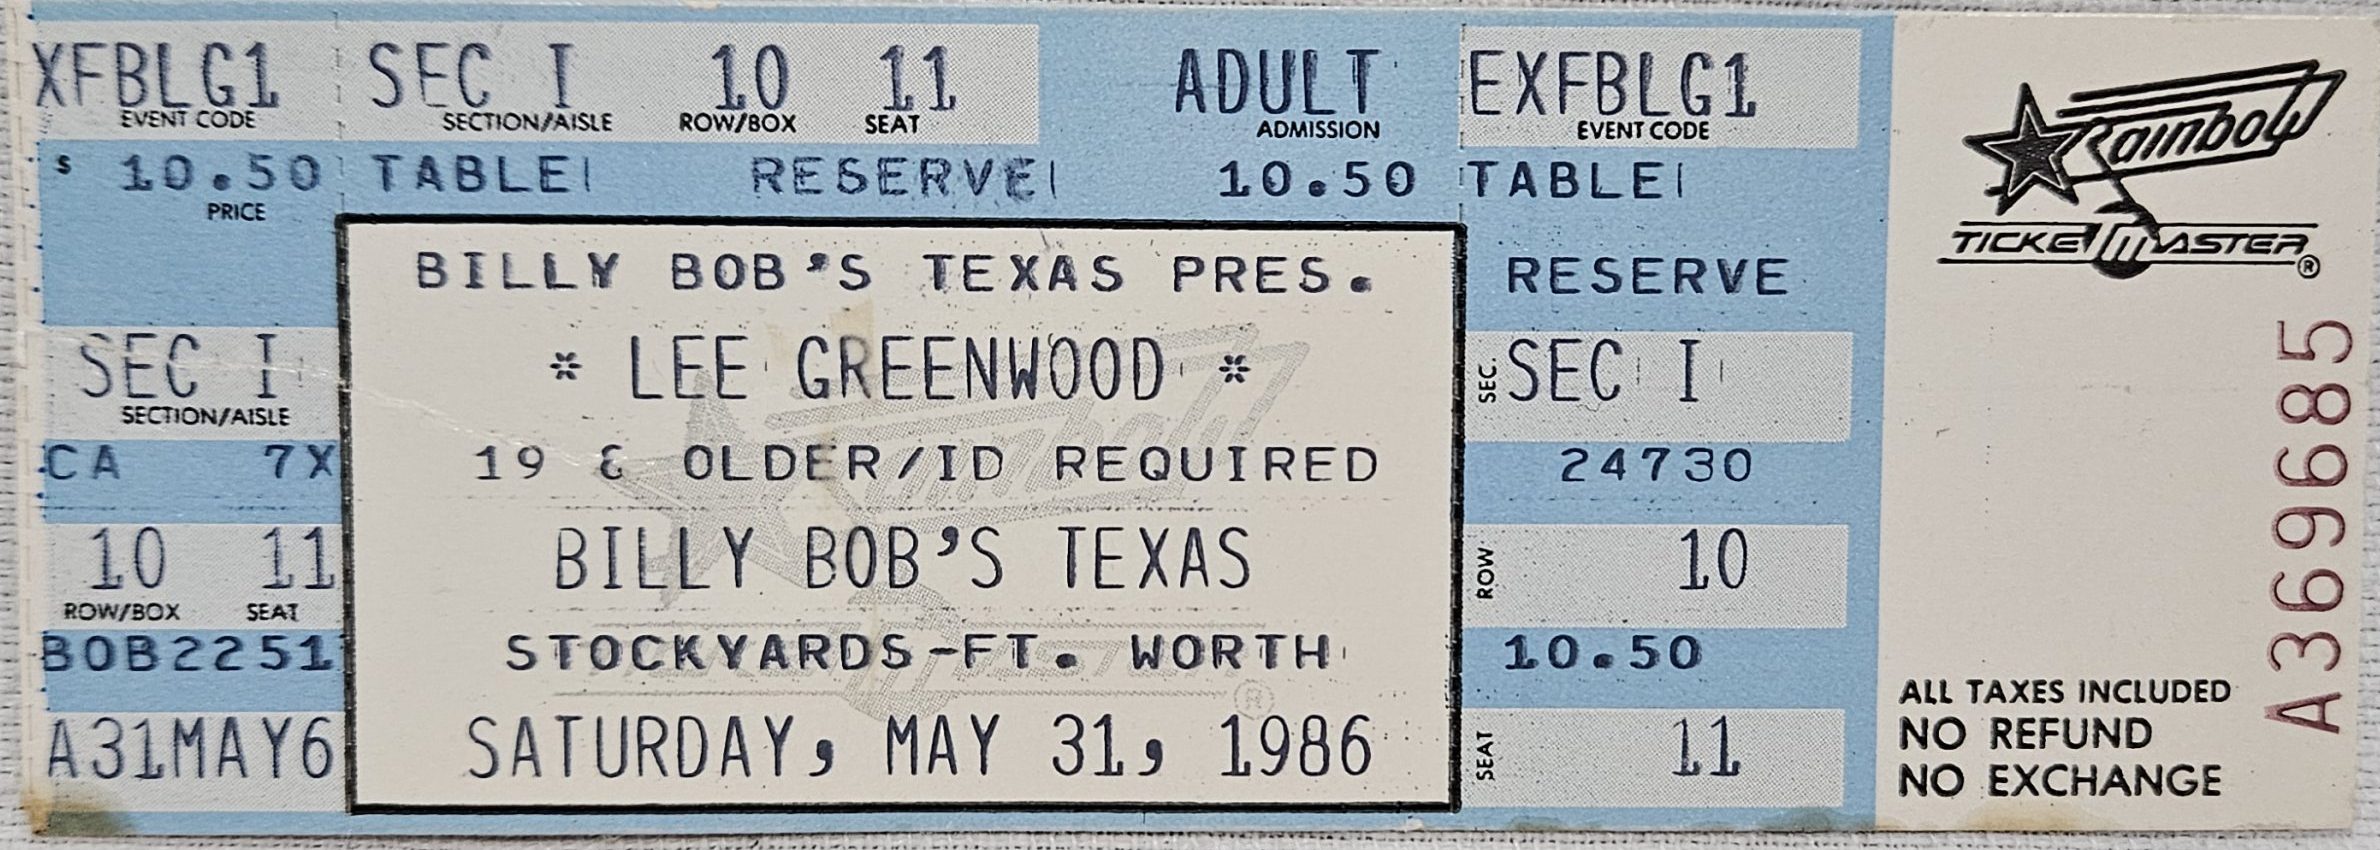 XFBLG1 SEC I 10 11 ADULT EXFBLG1
EVENT CODE SECTION/AISLE ROW/BOX SEAT ADMISSION EVENT CODE
$ 10.50 TABLE RESERVE 10.50 TABLE
PRICE
BILLY BOB'S TEXAS PRES. RESERVE
SEC I * LEE GREENWOOD * SEC. SEC I
SECTION/AISLE
CA 7X 19 & OLDER/ID REQUIRED 24730
10 11 BILLY BOB'S TEXAS ROW 10
ROW/BOX SEAT
BOB2251 STOCKYARDS-FT. WORTH 10.50
A31MAY6 SATURDAY, MAY 31, 1986 SEAT 11
Rainbow
TICKETMASTER®
A369685
ALL TAXES INCLUDED
NO REFUND
NO EXCHANGE
Rainbow